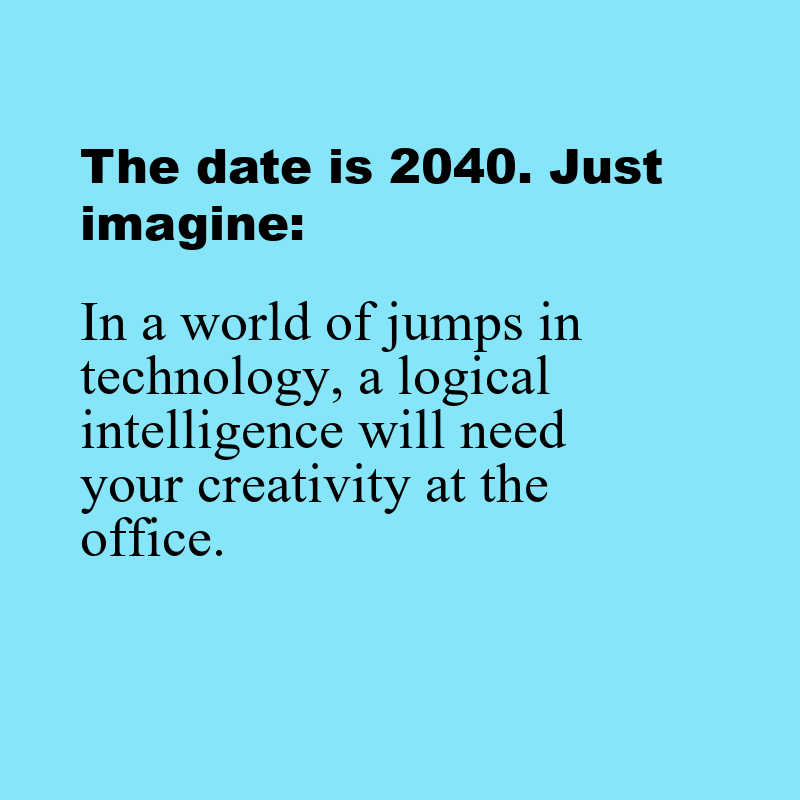 The date is 2040. Just
imagine:
In a world of jumps in
technology, a logical
intelligence will need
your creativity at the
office.